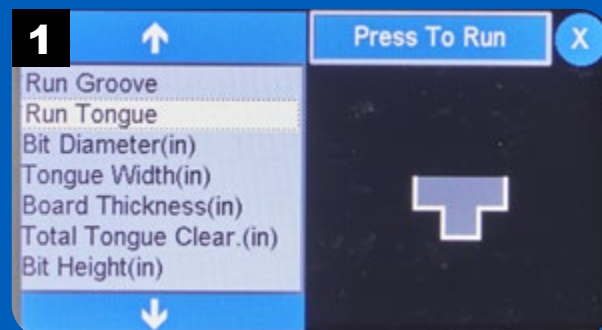 1
Press To Run
X
Run Groove
Run Tongue
Bit Diameter(in)
Tongue Width(in)
Board Thickness(in)
Total Tongue Clear.(in)
Bit Height(in)